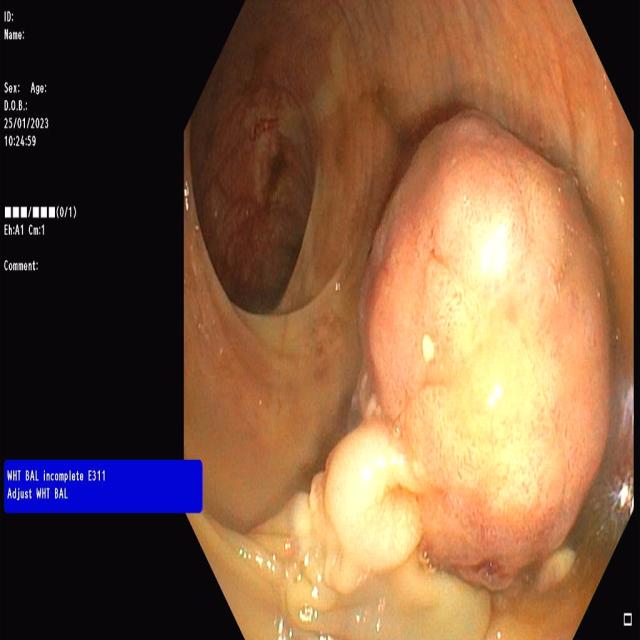 ID:
Name:
Sex: Age:
D.O.B.:
25/01/2023
10:24:59
■■■/■■■(0/1)
Eh:A1 Cm:1
Comment:
WHT BAL incomplete E311
Adjust WHT BAL